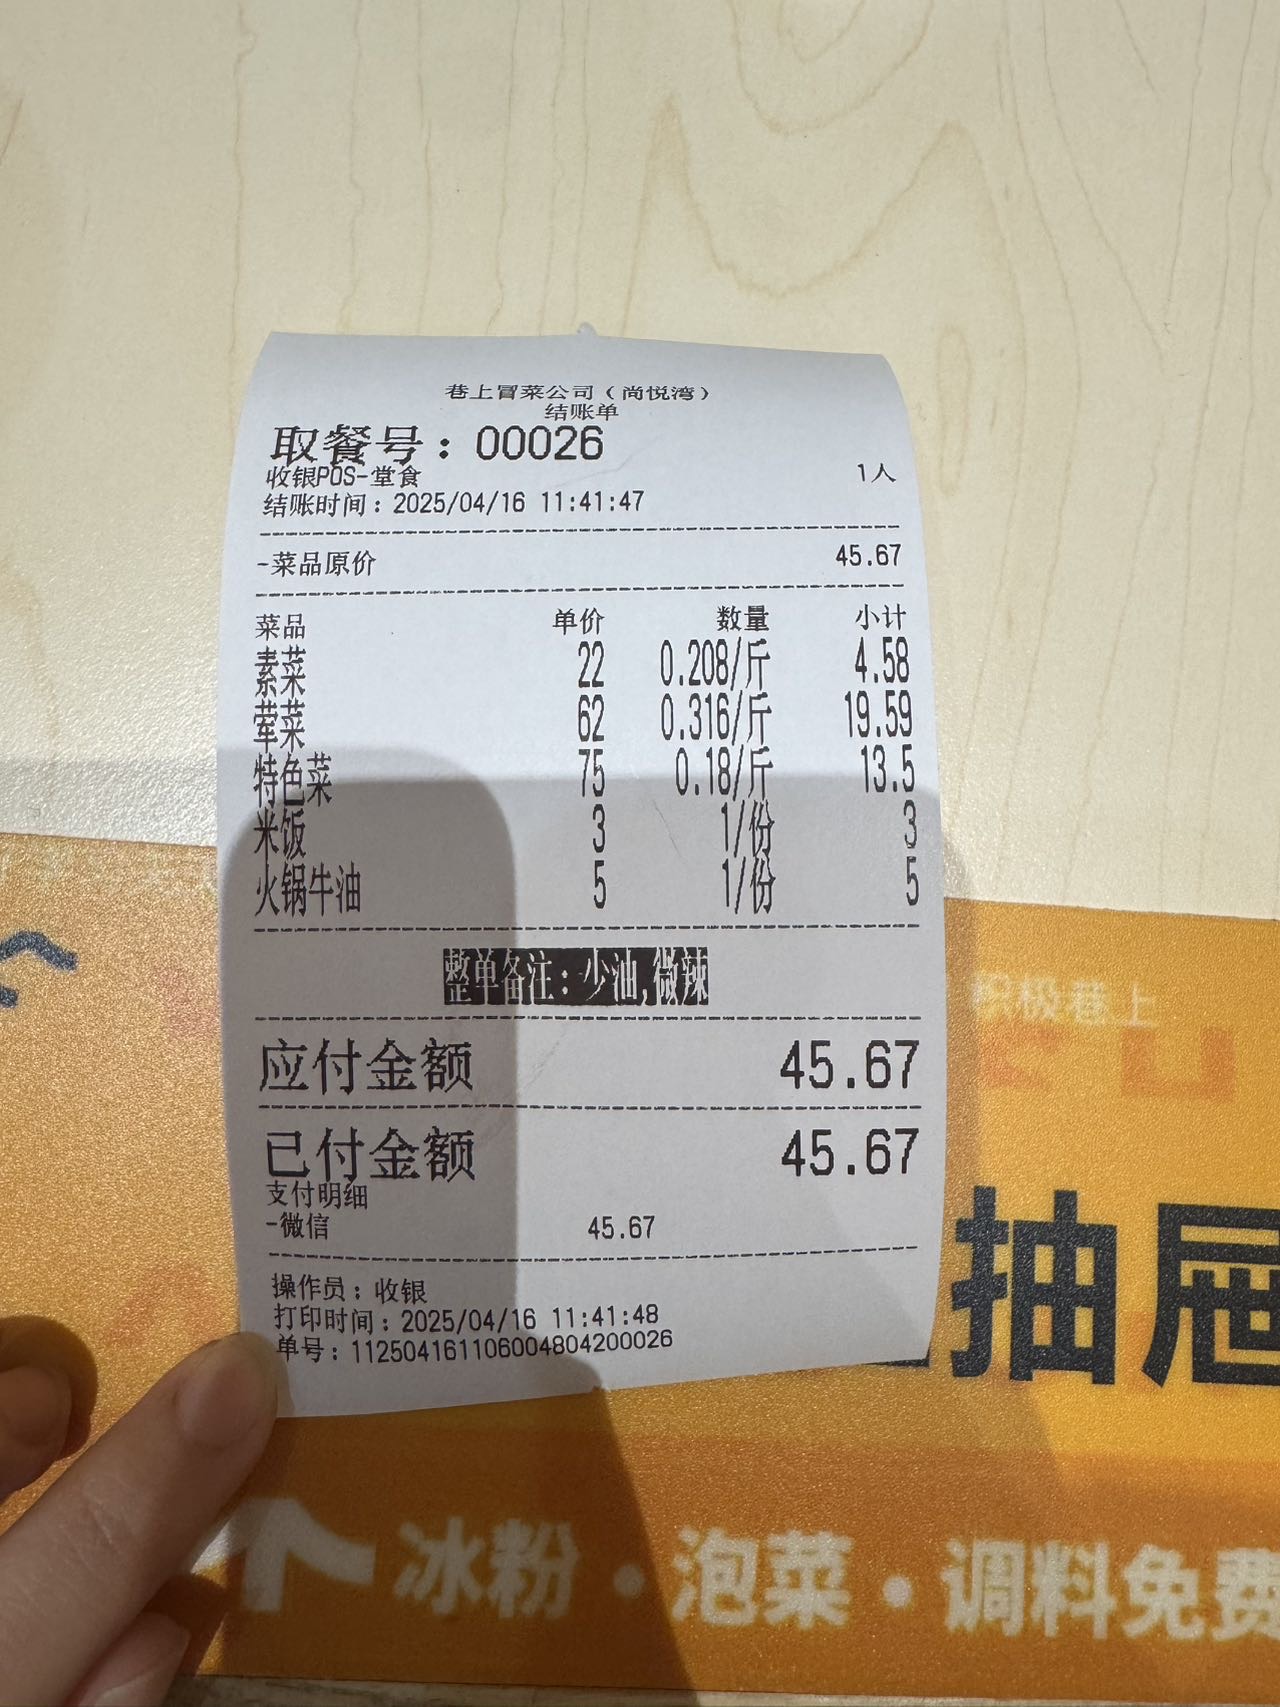 巷上冒菜公司（尚悦湾）
结账单
取餐号：00026
收银POS-堂食 1人
结账时间：2025/04/16 11:41:47
-菜品原价 45.67
菜品 单价 数量 小计
素菜 22 0.208/斤 4.58
荤菜 62 0.316/斤 19.59
特色菜 75 0.18/斤 13.5
米饭 3 1/份 3
火锅牛油 5 1/份 5
整单备注：少油,微辣
应付金额 45.67
已付金额 45.67
支付明细
-微信 45.67
操作员：收银
打印时间：2025/04/16 11:41:48
单号：1125041611060048042​00026
积极巷上
抽屉
冰粉·泡菜·调料免费